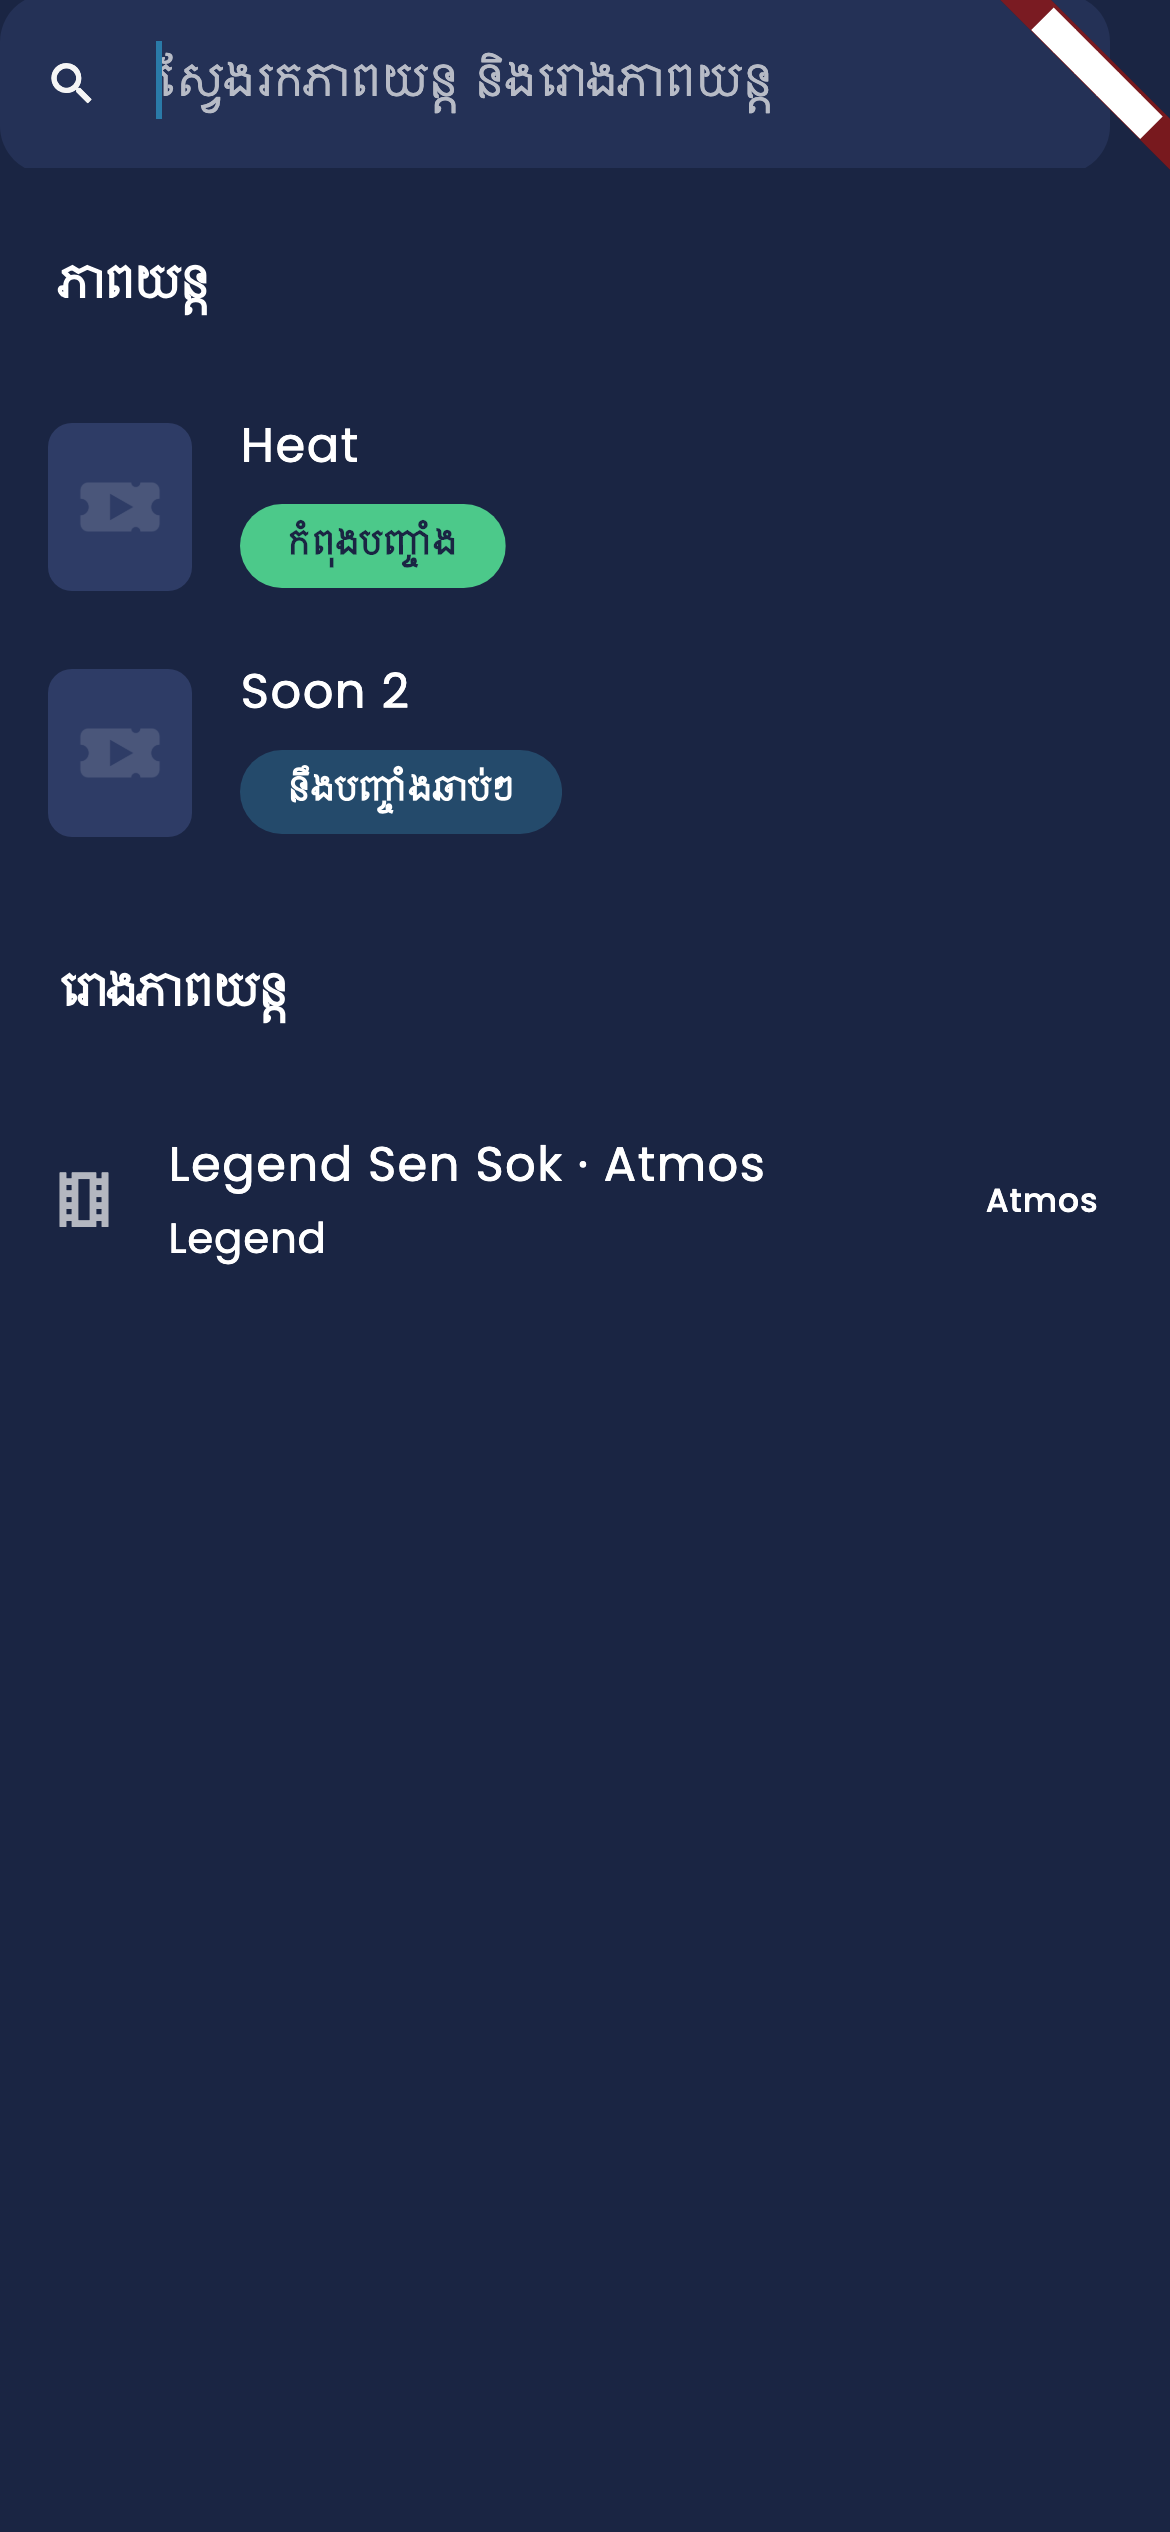 ស្វែងរកភាពយន្ត និងរោងភាពយន្ត
ភាពយន្ត
Heat
កំពុងបញ្ចាំង
Soon 2
នឹងបញ្ចាំងឆាប់ៗ
រោងភាពយន្ត
Legend Sen Sok · Atmos
Legend
Atmos